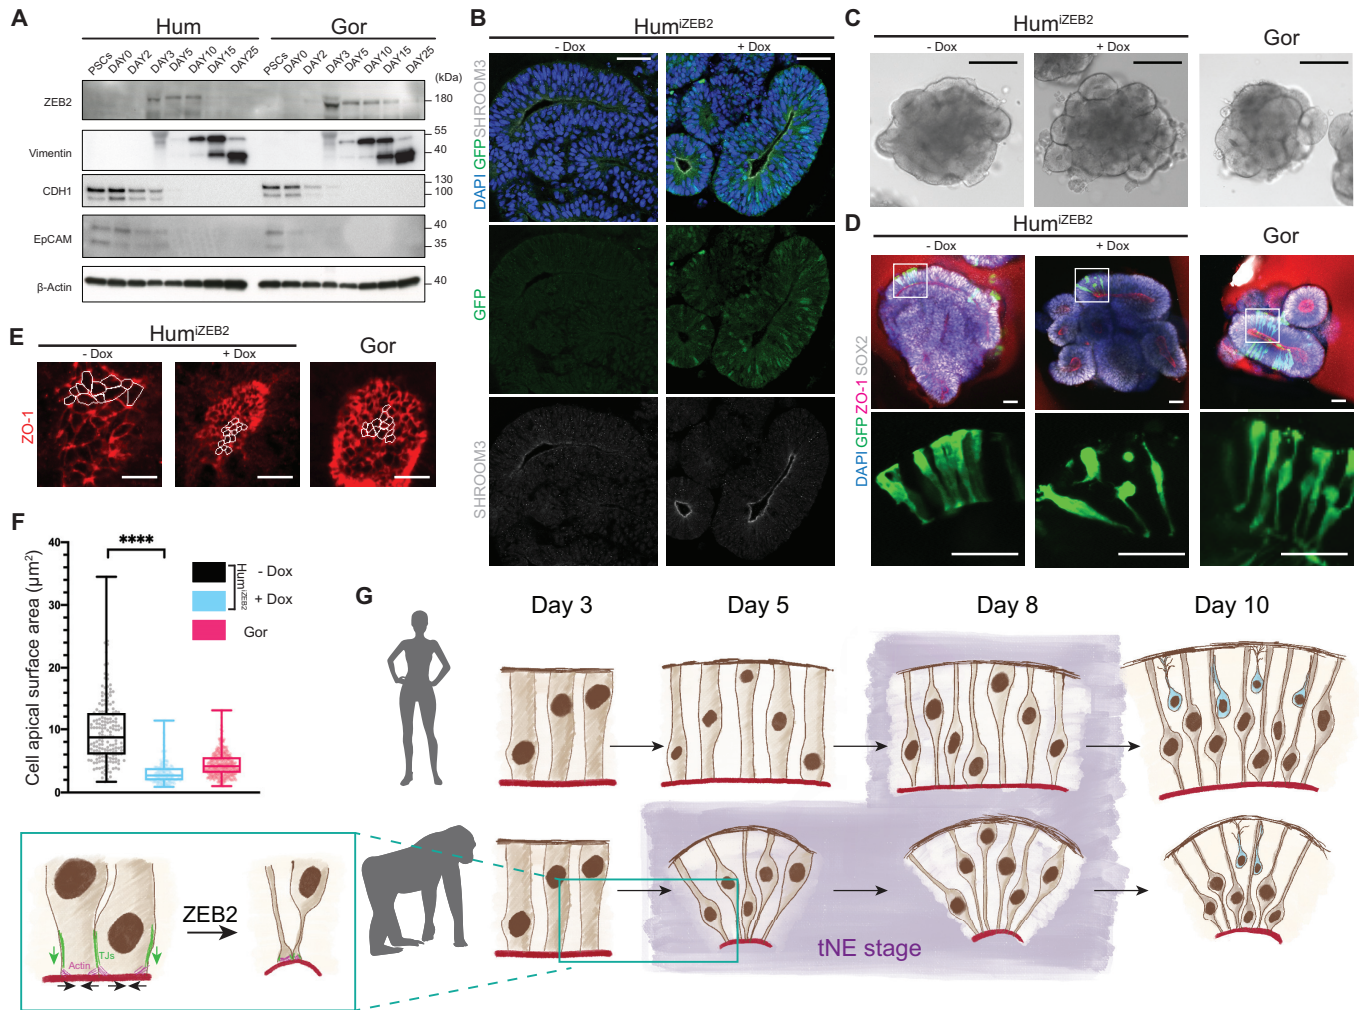 A
Hum
Gor
PSCs
DAY0
DAY2
DAY3
DAY5
DAY10
DAY15
DAY25
PSCs
DAY0
DAY2
DAY3
DAY5
DAY10
DAY15
DAY25
(kDa)
ZEB2
180
Vimentin
55
40
CDH1
130
100
EpCAM
40
35
β-Actin
40
B
HumiZEB2
- Dox
+ Dox
DAPI GFP SHROOM3
GFP
SHROOM3
C
HumiZEB2
- Dox
+ Dox
Gor
D
HumiZEB2
- Dox
+ Dox
Gor
DAPI GFP ZO-1 SOX2
E
HumiZEB2
- Dox
+ Dox
Gor
ZO-1
F
Cell apical surface area (μm2)
40
30
20
10
0
****
HumiZEB2
- Dox
+ Dox
Gor
G
Day 3
Day 5
Day 8
Day 10
tNE stage
ZEB2
TJs
Actin